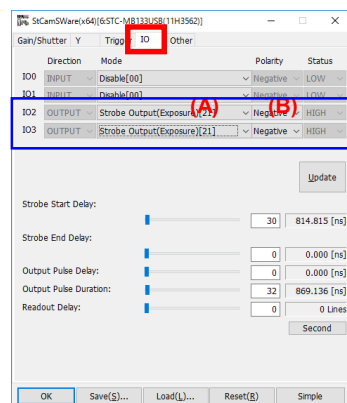 StCamSWare(x64)[6:STC-MB133USB(11H3562)]
Gain/Shutter Y Trigger IO Other
Direction Mode Polarity Status
IO0 INPUT Disable[00] Negative LOW
IO1 INPUT Disable[00] Negative LOW
IO2 OUTPUT Strobe Output(Exposure)[21] (A) Negative (B) HIGH
IO3 OUTPUT Strobe Output(Exposure)[21] Negative HIGH
Update
Strobe Start Delay:
30 814.815 [ns]
Strobe End Delay:
0 0.000 [ns]
Output Pulse Delay:
0 0.000 [ns]
Output Pulse Duration:
32 869.136 [ns]
Readout Delay:
0 0 Lines
Second
OK Save(S)... Load(L)... Reset(R) Simple